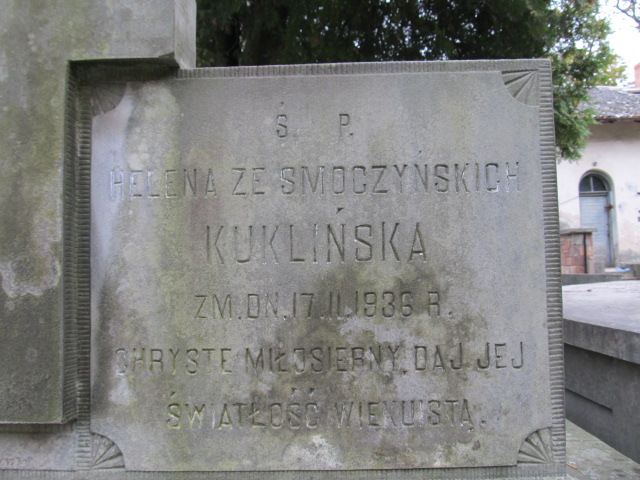 Ś. P.
HELENA ZE SMOCZYŃSKICH
KUKLIŃSKA
ZM. DN. 17.II.1936 R.
CHRYSTE MIŁOSIERNY, DAJ JEJ
ŚWIATŁOŚĆ WIEKUISTĄ.